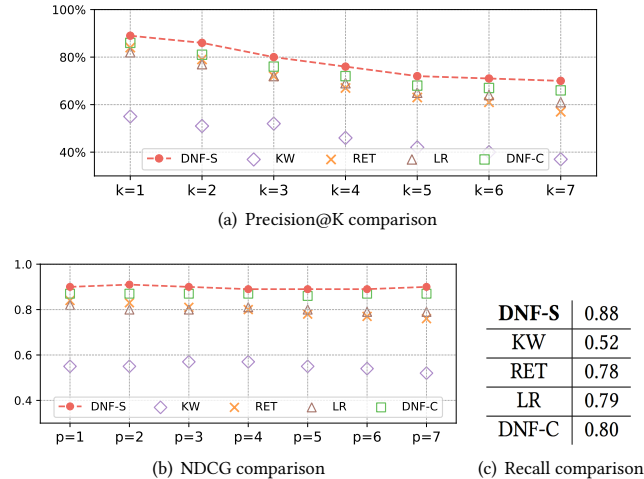 100%
80%
60%
40%
DNF-S KW RET LR DNF-C
k=1 k=2 k=3 k=4 k=5 k=6 k=7
(a) Precision@K comparison
1.0
0.8
0.6
0.4
DNF-S KW RET LR DNF-C
p=1 p=2 p=3 p=4 p=5 p=6 p=7
(b) NDCG comparison
DNF-S 0.88
KW 0.52
RET 0.78
LR 0.79
DNF-C 0.80
(c) Recall comparison